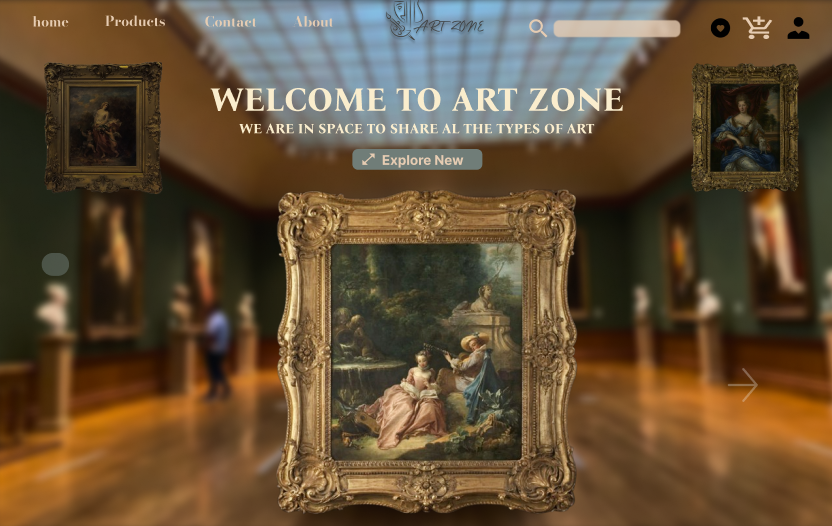 home Products Contact About
ART ZONE
WELCOME TO ART ZONE
WE ARE IN SPACE TO SHARE AL THE TYPES OF ART
Explore New